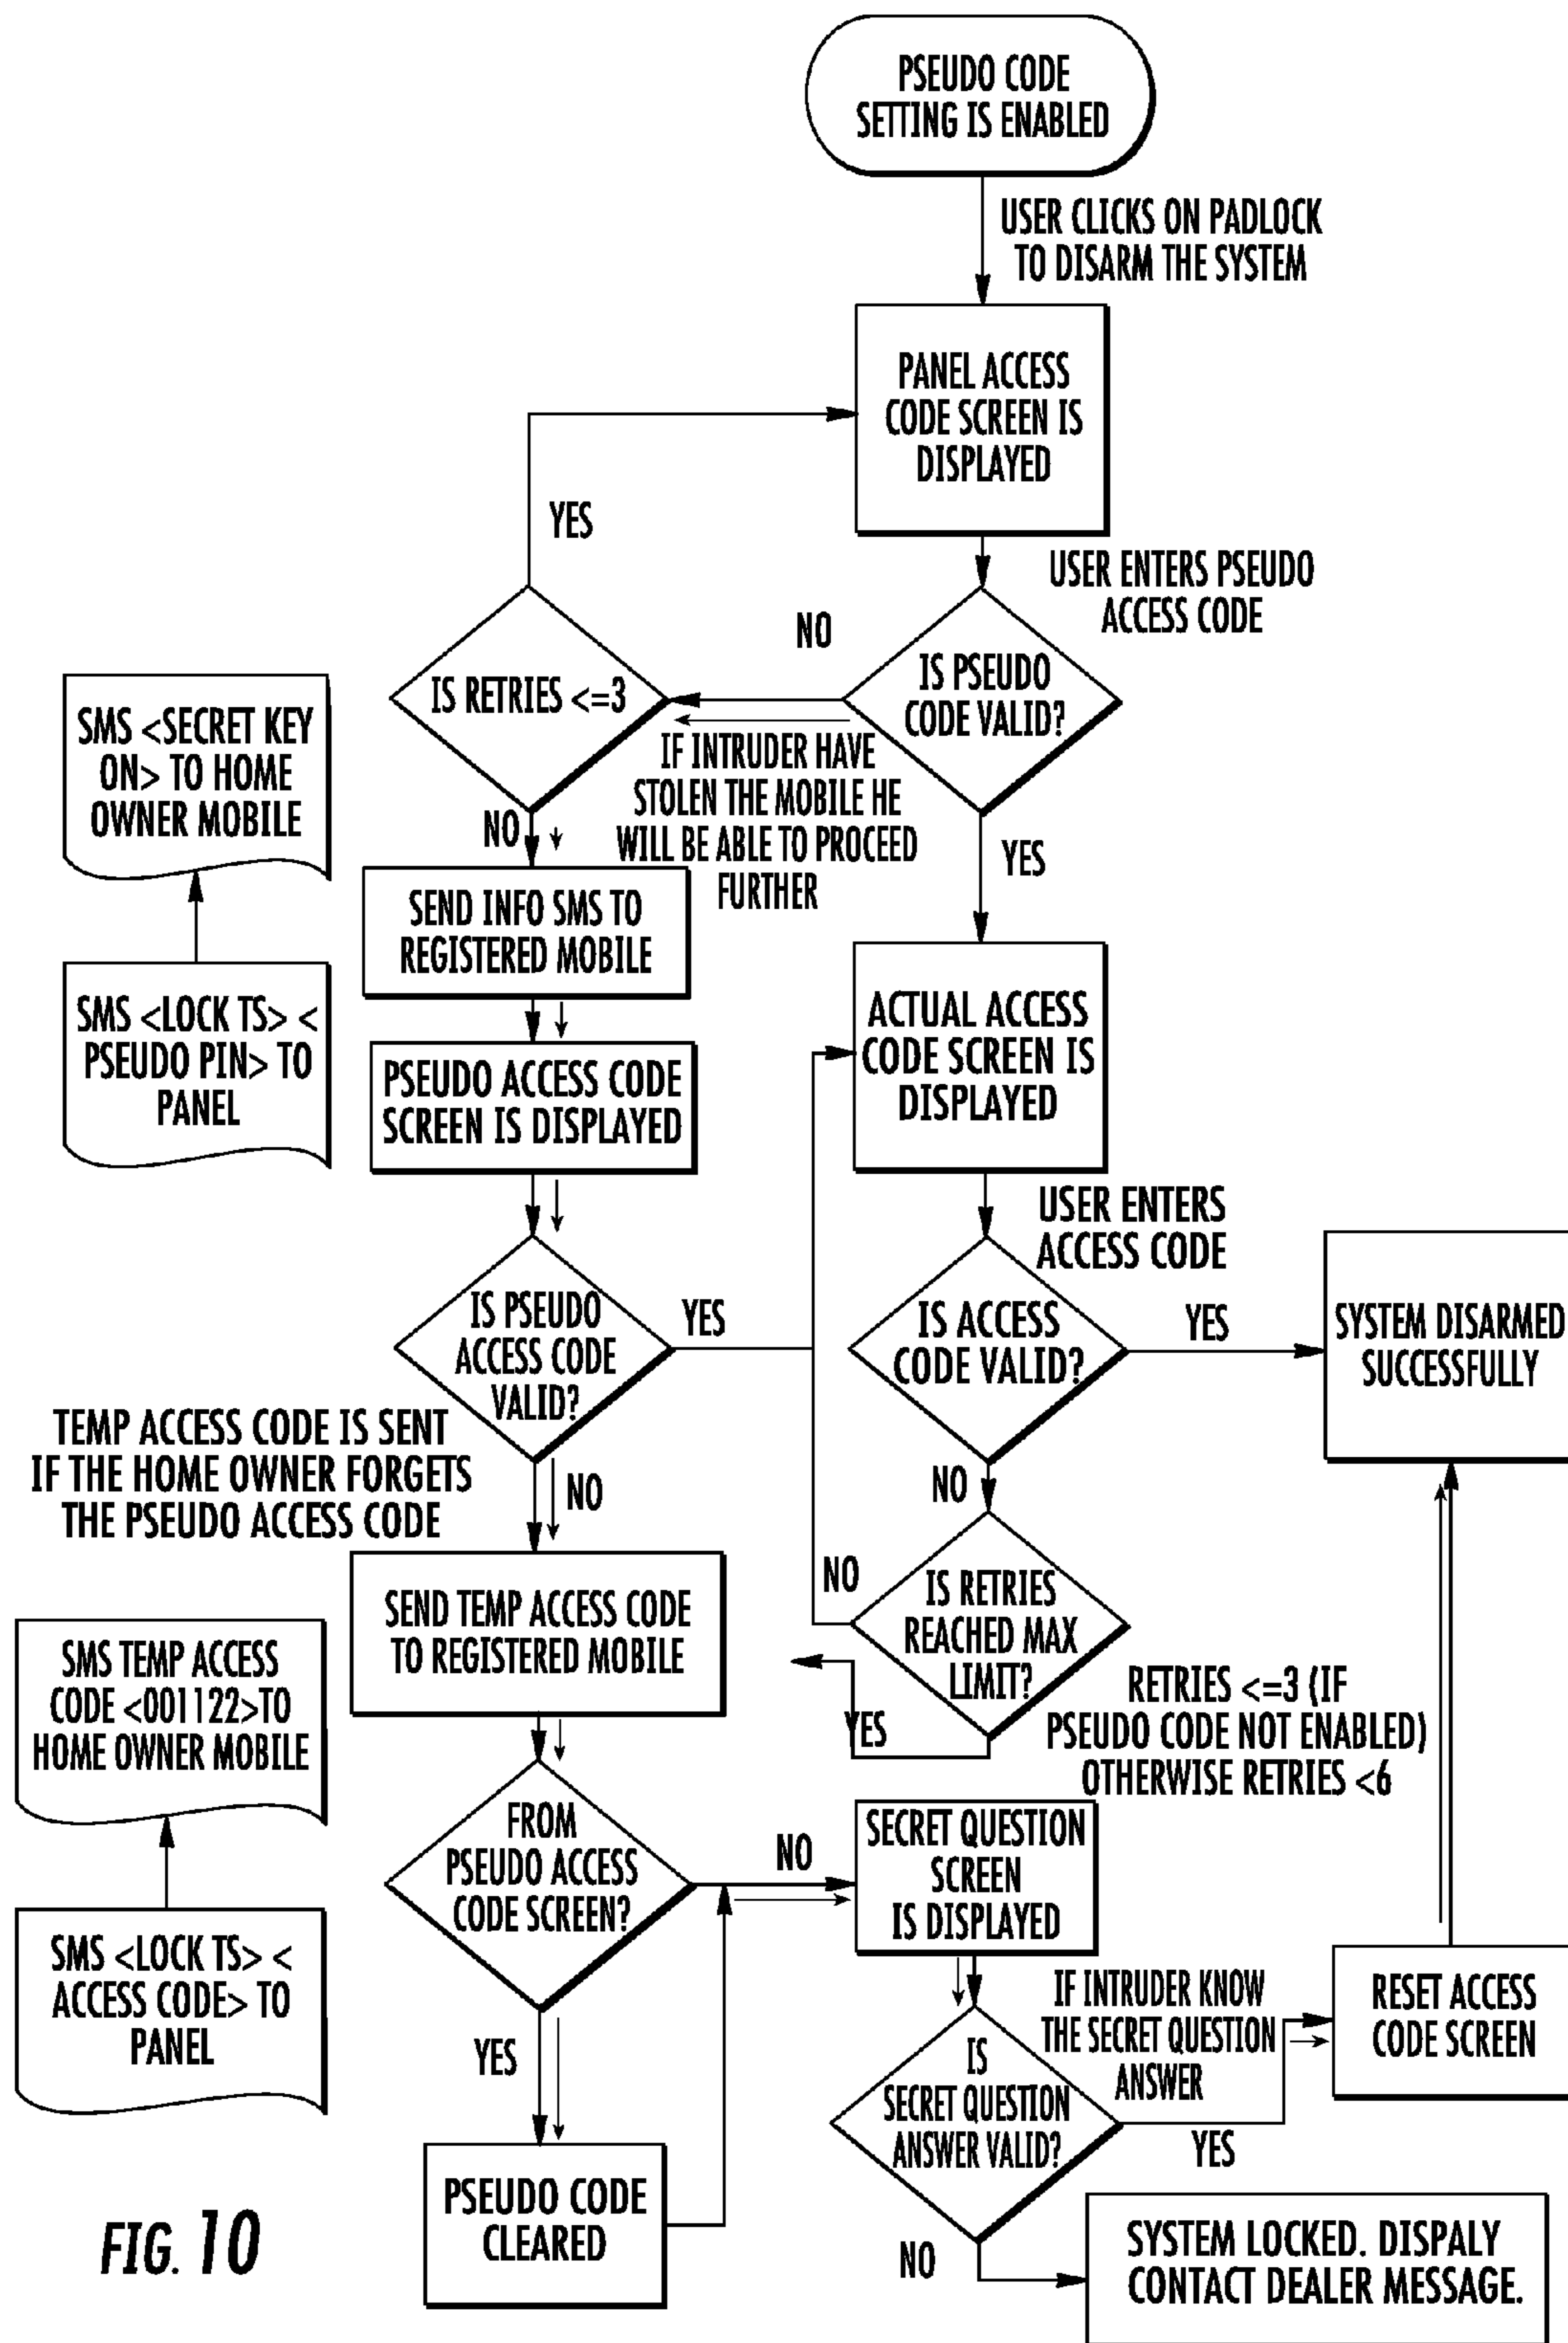 PSEUDO CODE
SETTING IS ENABLED
USER CLICKS ON PADLOCK
TO DISARM THE SYSTEM
PANEL ACCESS
CODE SCREEN IS
DISPLAYED
YES
USER ENTERS PSEUDO
ACCESS CODE
NO
IS PSEUDO
CODE VALID?
IS RETRIES <=3
SMS <SECRET KEY
ON> TO HOME
OWNER MOBILE
IF INTRUDER HAVE
STOLEN THE MOBILE HE
WILL BE ABLE TO PROCEED
FURTHER
NO
YES
SEND INFO SMS TO
REGISTERED MOBILE
SMS <LOCK TS> <
PSEUDO PIN> TO
PANEL
ACTUAL ACCESS
CODE SCREEN IS
DISPLAYED
PSEUDO ACCESS CODE
SCREEN IS DISPLAYED
USER ENTERS
ACCESS CODE
IS PSEUDO
ACCESS CODE
VALID?
YES
IS ACCESS
CODE VALID?
YES
SYSTEM DISARMED
SUCCESSFULLY
TEMP ACCESS CODE IS SENT
IF THE HOME OWNER FORGETS
THE PSEUDO ACCESS CODE
NO
NO
SEND TEMP ACCESS CODE
TO REGISTERED MOBILE
NO
IS RETRIES
REACHED MAX
LIMIT?
YES
RETRIES <=3 (IF
PSEUDO CODE NOT ENABLED)
OTHERWISE RETRIES <6
SMS TEMP ACCESS
CODE <001122>TO
HOME OWNER MOBILE
FROM
PSEUDO ACCESS
CODE SCREEN?
NO
SECRET QUESTION
SCREEN
IS DISPLAYED
SMS <LOCK TS> <
ACCESS CODE> TO
PANEL
YES
IF INTRUDER KNOW
THE SECRET QUESTION
ANSWER
RESET ACCESS
CODE SCREEN
IS
SECRET QUESTION
ANSWER VALID?
YES
PSEUDO CODE
CLEARED
NO
SYSTEM LOCKED. DISPALY
CONTACT DEALER MESSAGE.
FIG. 10